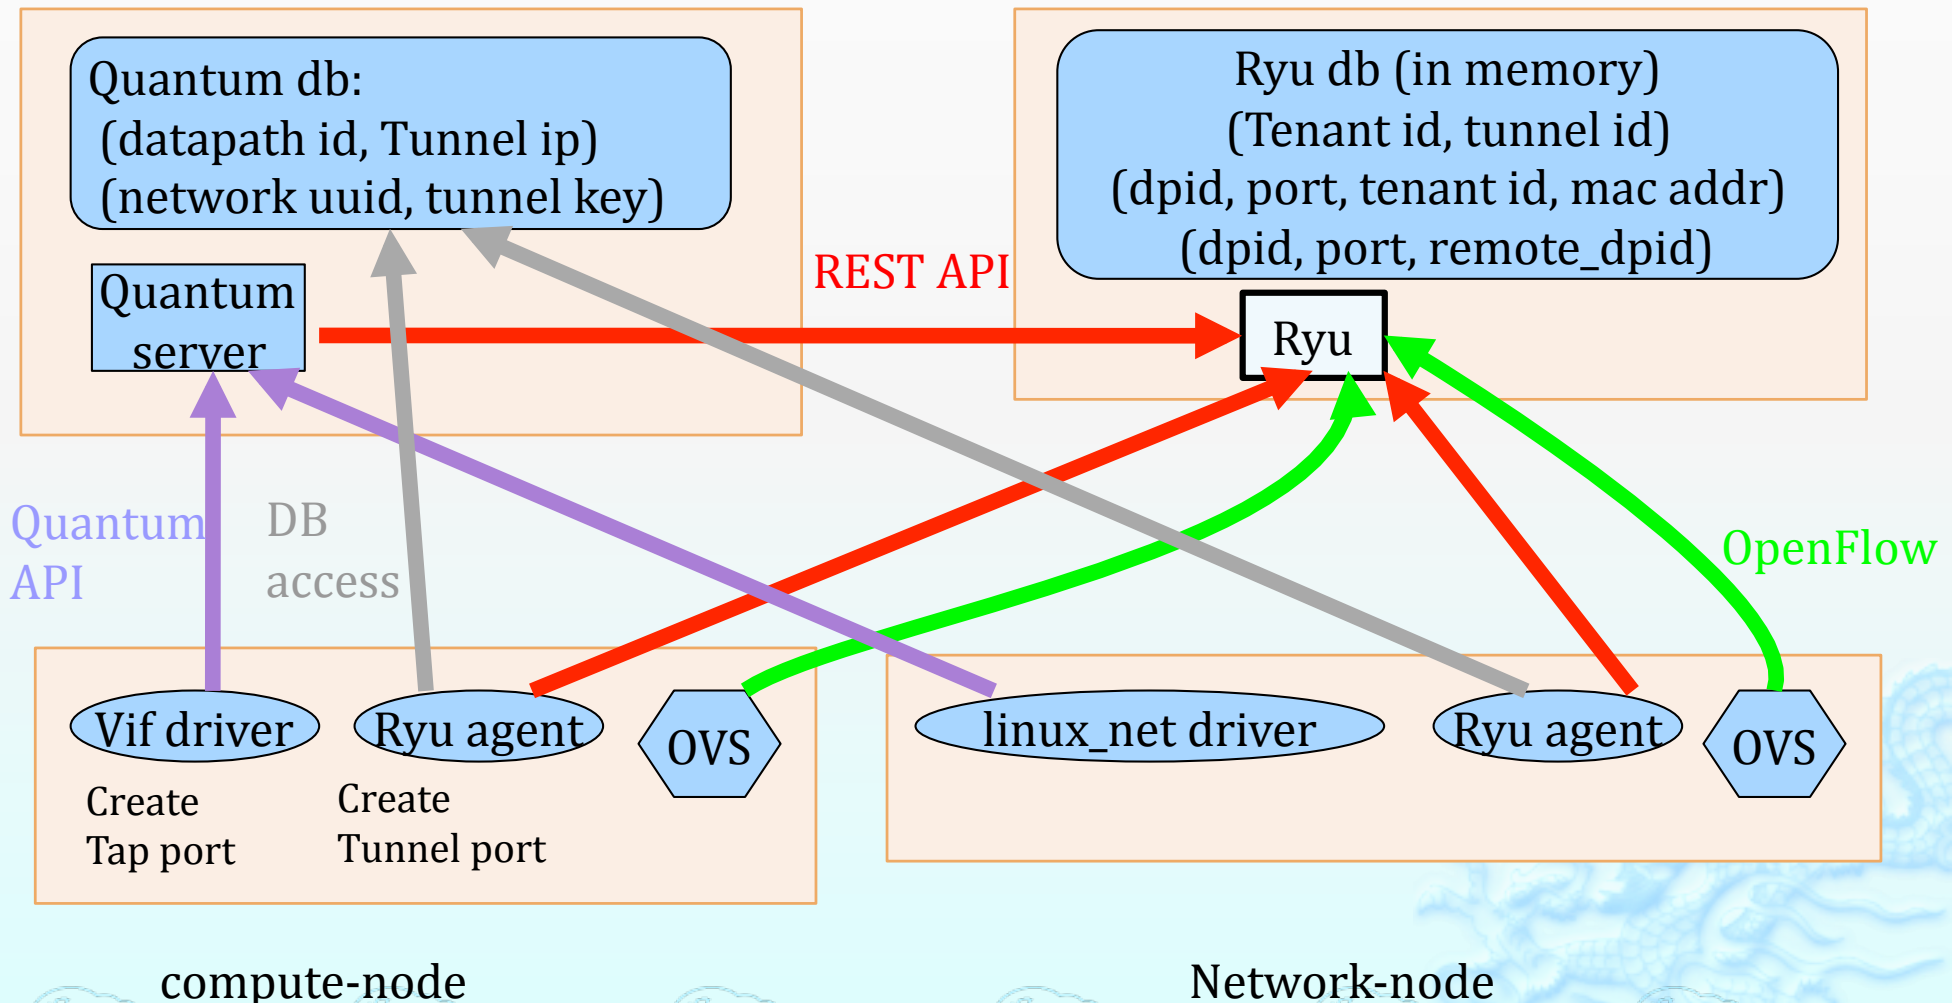 Quantum db:
(datapath id, Tunnel ip)
(network uuid, tunnel key)
Ryu db (in memory)
(Tenant id, tunnel id)
(dpid, port, tenant id, mac addr)
(dpid, port, remote_dpid)
REST API
Quantum
server
Ryu
Quantum
API
DB
access
OpenFlow
Vif driver
Ryu agent
OVS
linux_net driver
Ryu agent
OVS
Create
Tap port
Create
Tunnel port
compute-node
Network-node